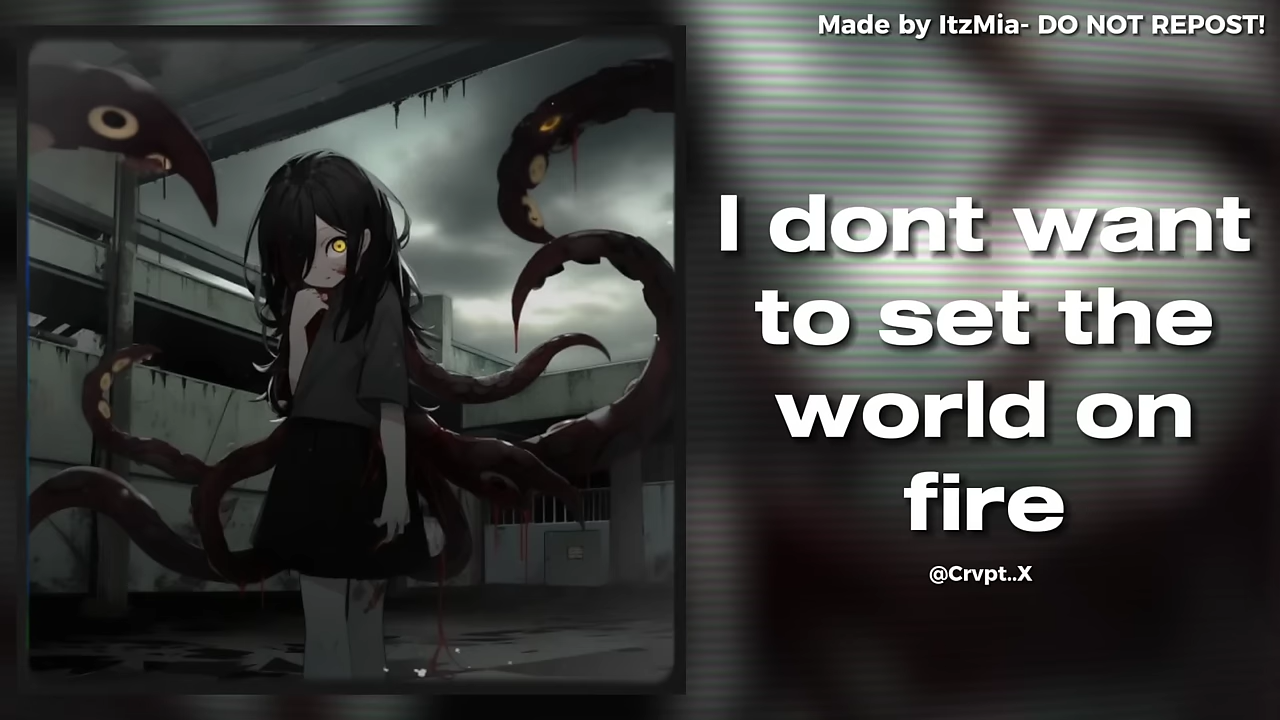 Made by ItzMia- DO NOT REPOST!
I dont want
to set the
world on
fire
@Crvpt..X